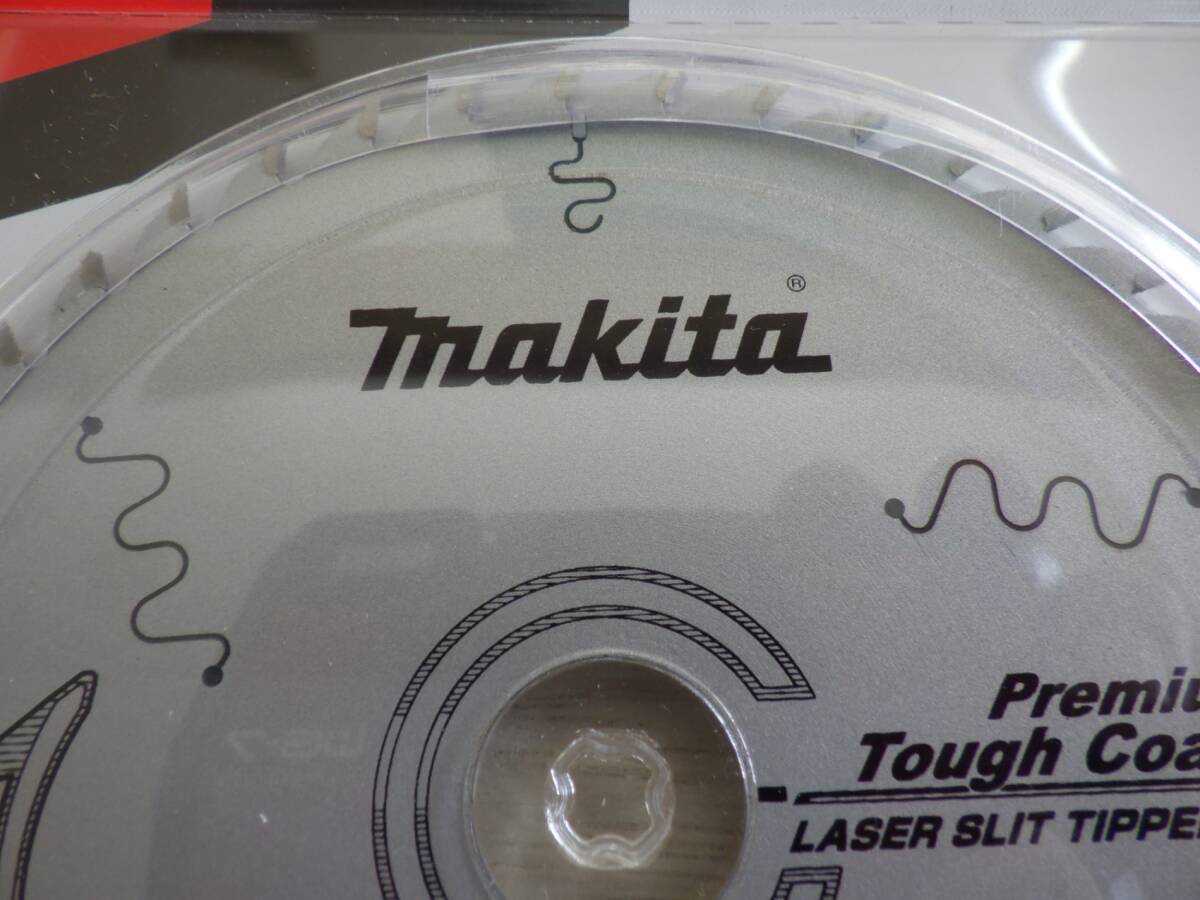 makita®
Premiu
Tough Coa
LASER SLIT TIPPE